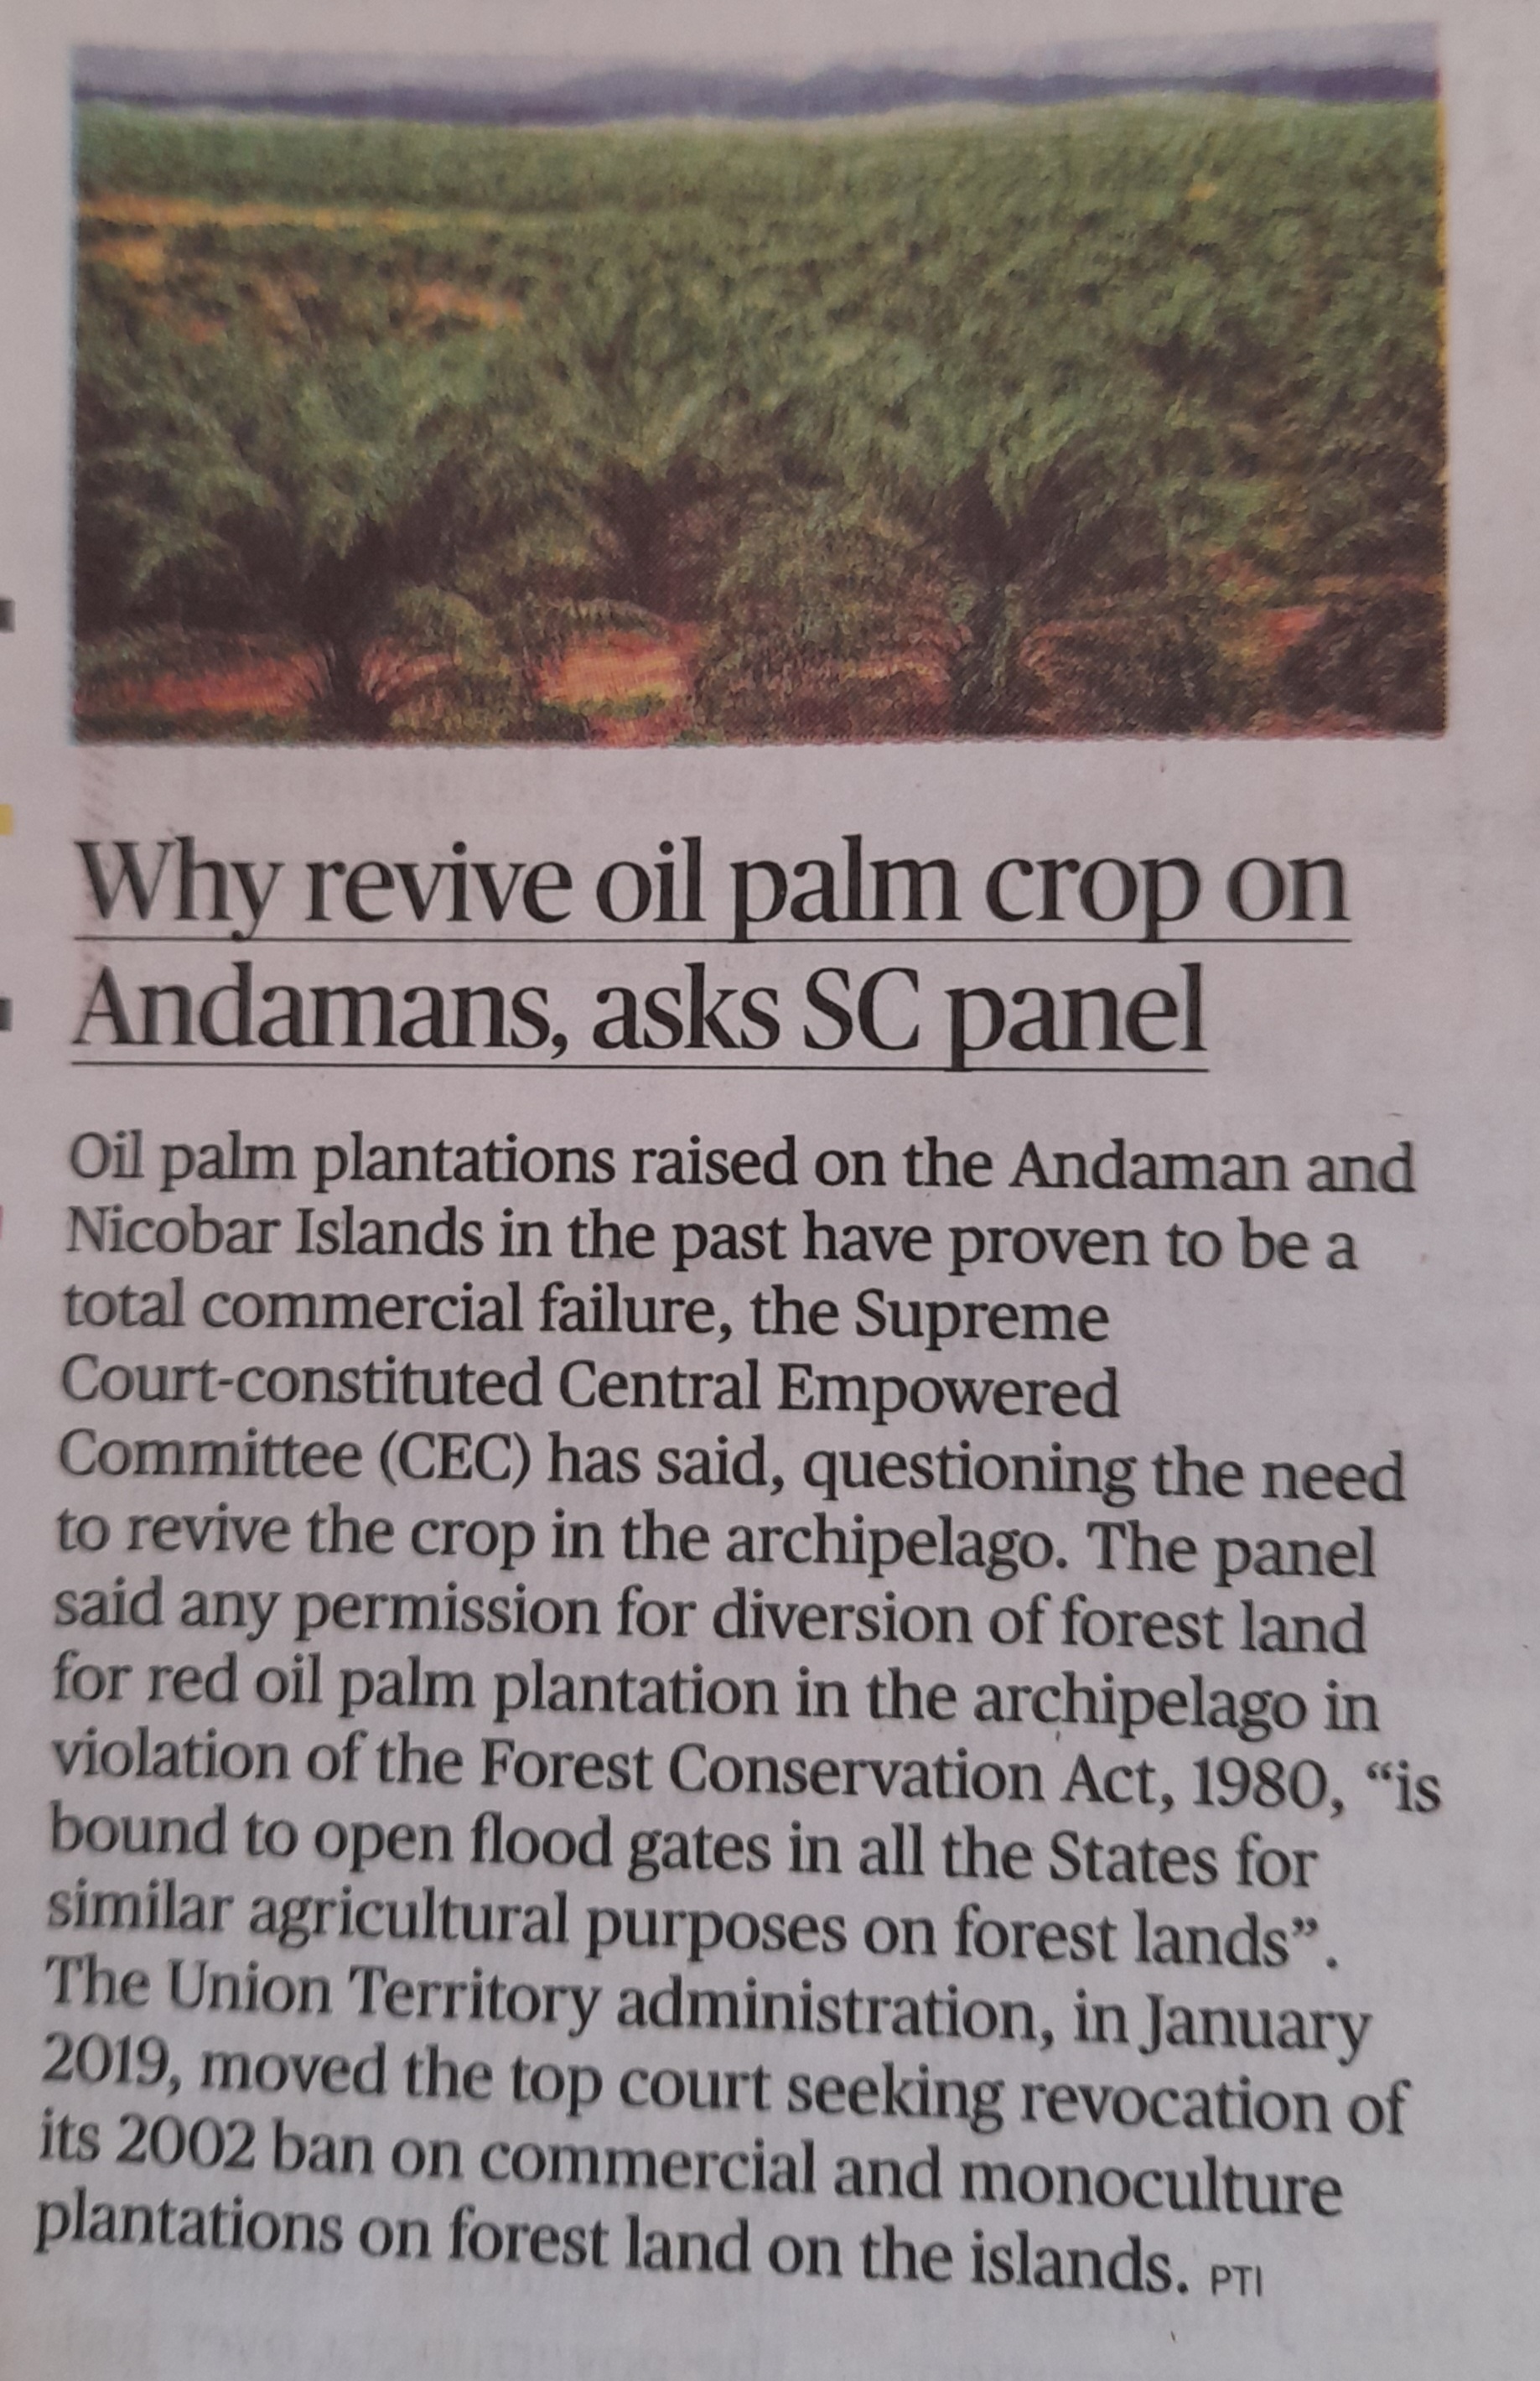 Why revive oil palm crop on
Andamans, asks SC panel
Oil palm plantations raised on the Andaman and
Nicobar Islands in the past have proven to be a
total commercial failure, the Supreme
Court-constituted Central Empowered
Committee (CEC) has said, questioning the need
to revive the crop in the archipelago. The panel
said any permission for diversion of forest land
for red oil palm plantation in the archipelago in
violation of the Forest Conservation Act, 1980, “is
bound to open flood gates in all the States for
similar agricultural purposes on forest lands”.
The Union Territory administration, in January
2019, moved the top court seeking revocation of
its 2002 ban on commercial and monoculture
plantations on forest land on the islands. PTI